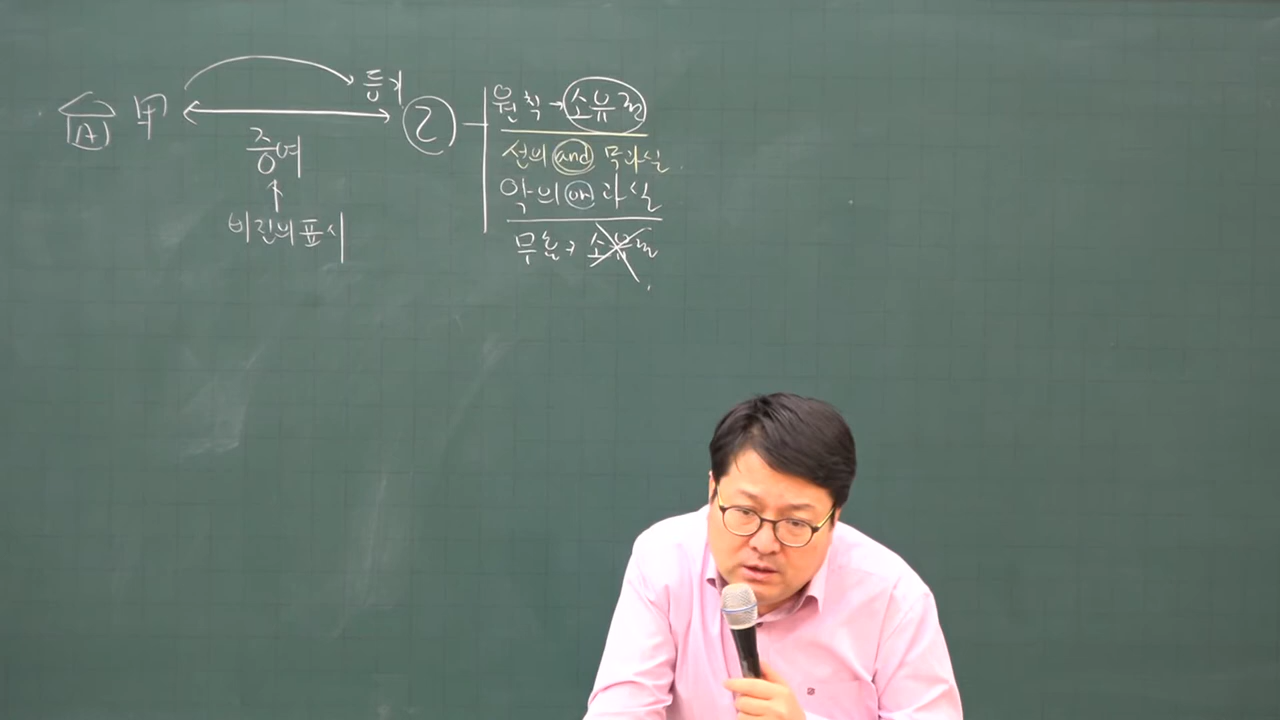 A 甲 등기
증여
비진의표시
乙
원칙→소유권
선의 and 무과실
악의 or 과실
무효→소유권